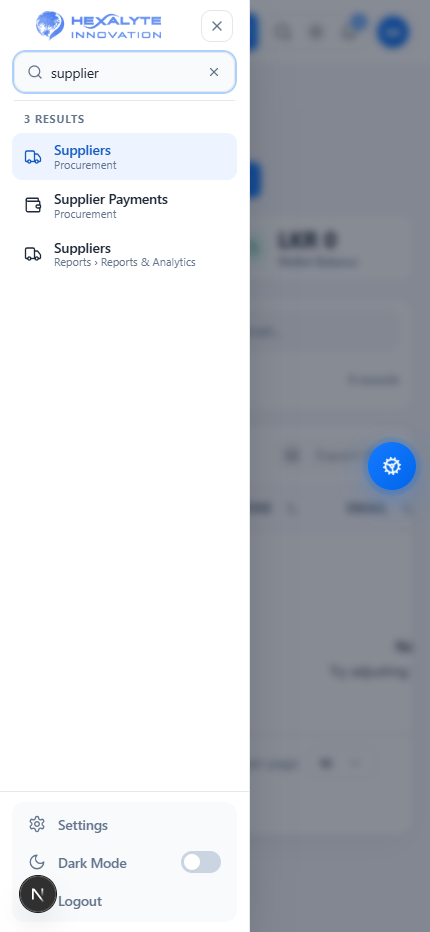 HEXALYTE
INNOVATION
supplier
3 RESULTS
Suppliers
Procurement
Supplier Payments
Procurement
Suppliers
Reports › Reports & Analytics
LKR 0
Settings
Dark Mode
N
Logout